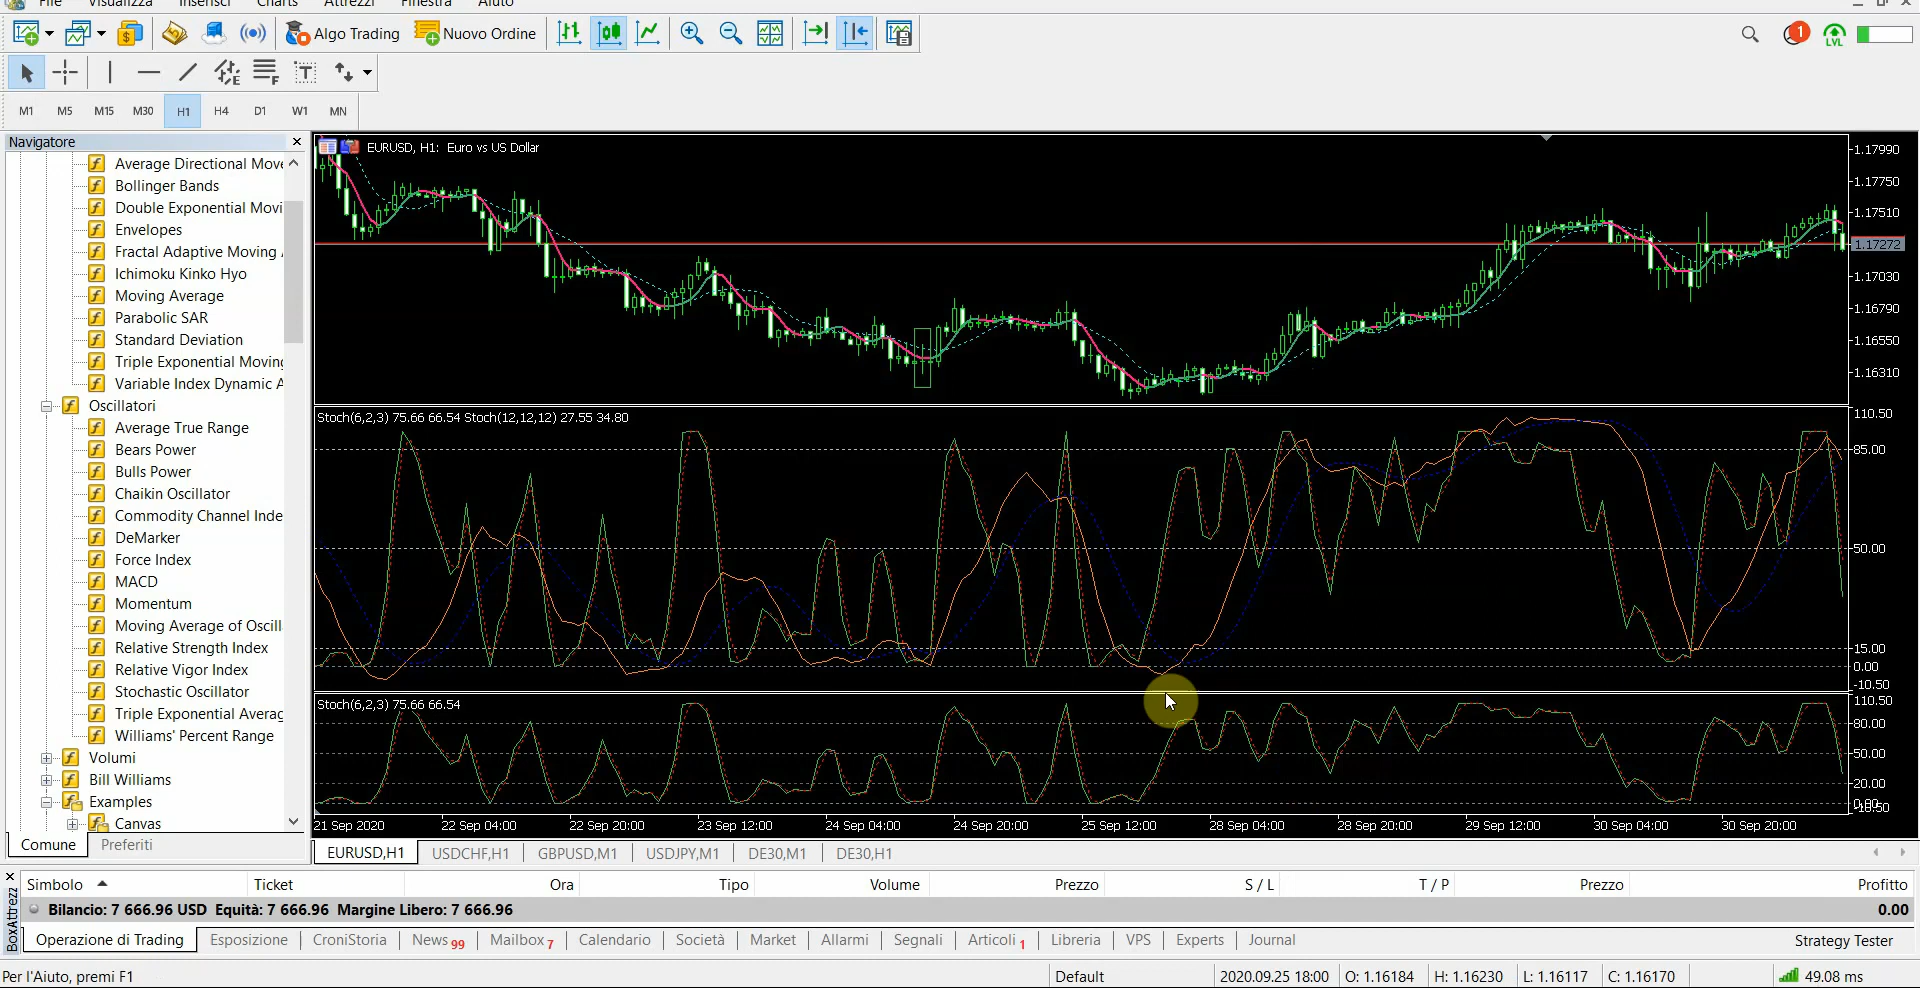 File Visualizza Inserisci Charts Attrezzi Finestra Aiuto
Algo Trading Nuovo Ordine 1 LVL
E F T
M1 M5 M15 M30 H1 H4 D1 W1 MN
Navigatore
Average Directional Move
Bollinger Bands
Double Exponential Movi
Envelopes
Fractal Adaptive Moving
Ichimoku Kinko Hyo
Moving Average
Parabolic SAR
Standard Deviation
Triple Exponential Moving
Variable Index Dynamic A
Oscillatori
Average True Range
Bears Power
Bulls Power
Chaikin Oscillator
Commodity Channel Inde
DeMarker
Force Index
MACD
Momentum
Moving Average of Oscill
Relative Strength Index
Relative Vigor Index
Stochastic Oscillator
Triple Exponential Averag
Williams' Percent Range
Volumi
Bill Williams
Examples
Canvas
Comune Preferiti
EURUSD, H1: Euro vs US Dollar
1.17990
1.17750
1.17510
1.17272
1.17030
1.16790
1.16550
1.16310
Stoch(6,2,3) 75.66 66.54 Stoch(12,12,12) 27.55 34.80
110.50
85.00
50.00
15.00
0.00
-10.50
Stoch(6,2,3) 75.66 66.54
110.50
80.00
50.00
20.00
21 Sep 2020 22 Sep 04:00 22 Sep 20:00 23 Sep 12:00 24 Sep 04:00 24 Sep 20:00 25 Sep 12:00 28 Sep 04:00 28 Sep 20:00 29 Sep 12:00 30 Sep 04:00 30 Sep 20:00
EURUSD,H1 USDCHF,H1 GBPUSD,M1 USDJPY,M1 DE30,M1 DE30,H1
BoxAttrezz
Simbolo Ticket Ora Tipo Volume Prezzo S / L T / P Prezzo Profitto
Bilancio: 7 666.96 USD Equità: 7 666.96 Margine Libero: 7 666.96 0.00
Operazione di Trading Esposizione CroniStoria News 99 Mailbox 7 Calendario Società Market Allarmi Segnali Articoli 1 Libreria VPS Experts Journal Strategy Tester
Per l'Aiuto, premi F1 Default 2020.09.25 18:00 O: 1.16184 H: 1.16230 L: 1.16117 C: 1.16170 49.08 ms